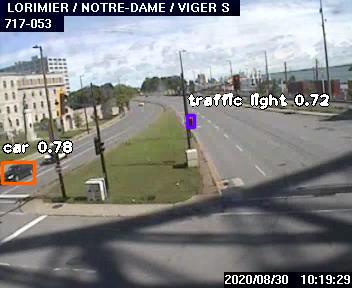 LORIMIER / NOTRE-DAME / VIGER S
717-053
traffic light 0.72
car 0.78
2020/08/30 10:19:29